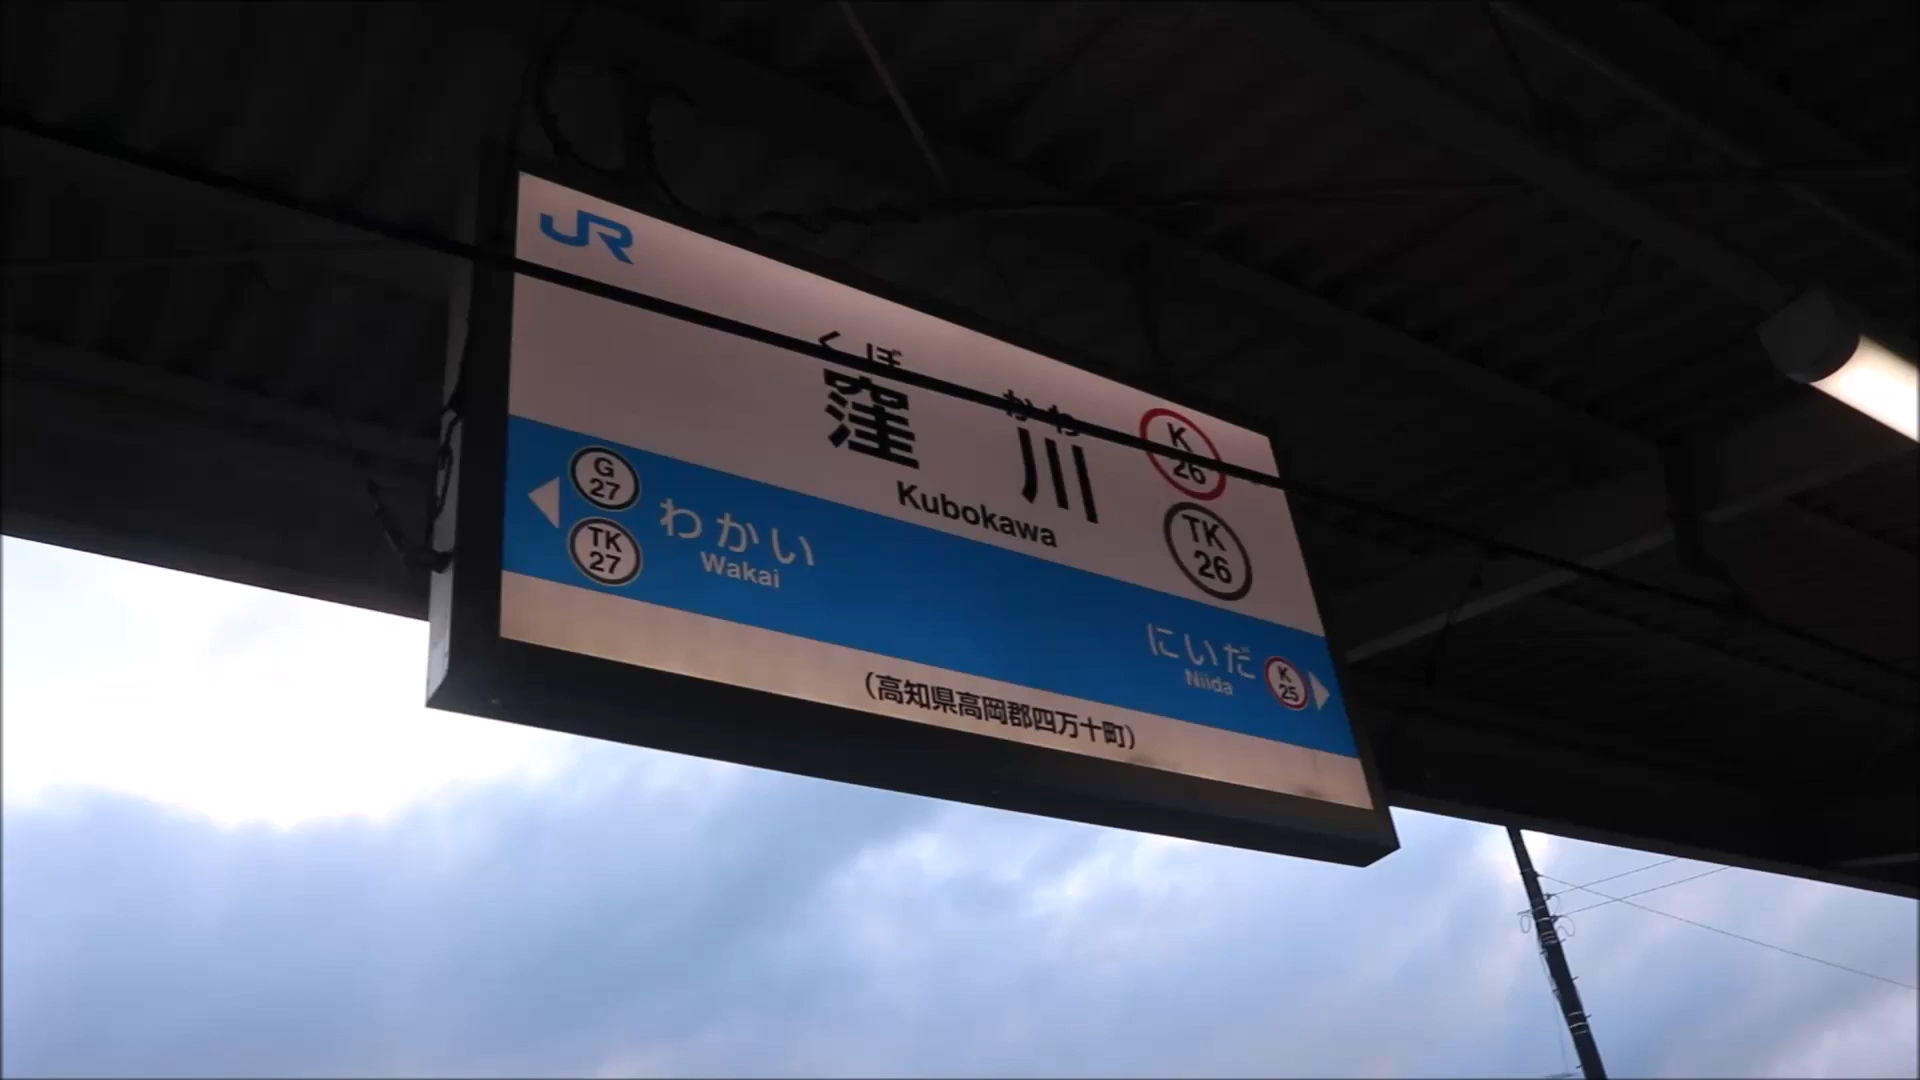 JR
くぼ かわ
窪 川
Kubokawa
K
26
TK
26
G
27
TK
27
わかい
Wakai
にいだ
Niida
K
25
(高知県高岡郡四万十町)